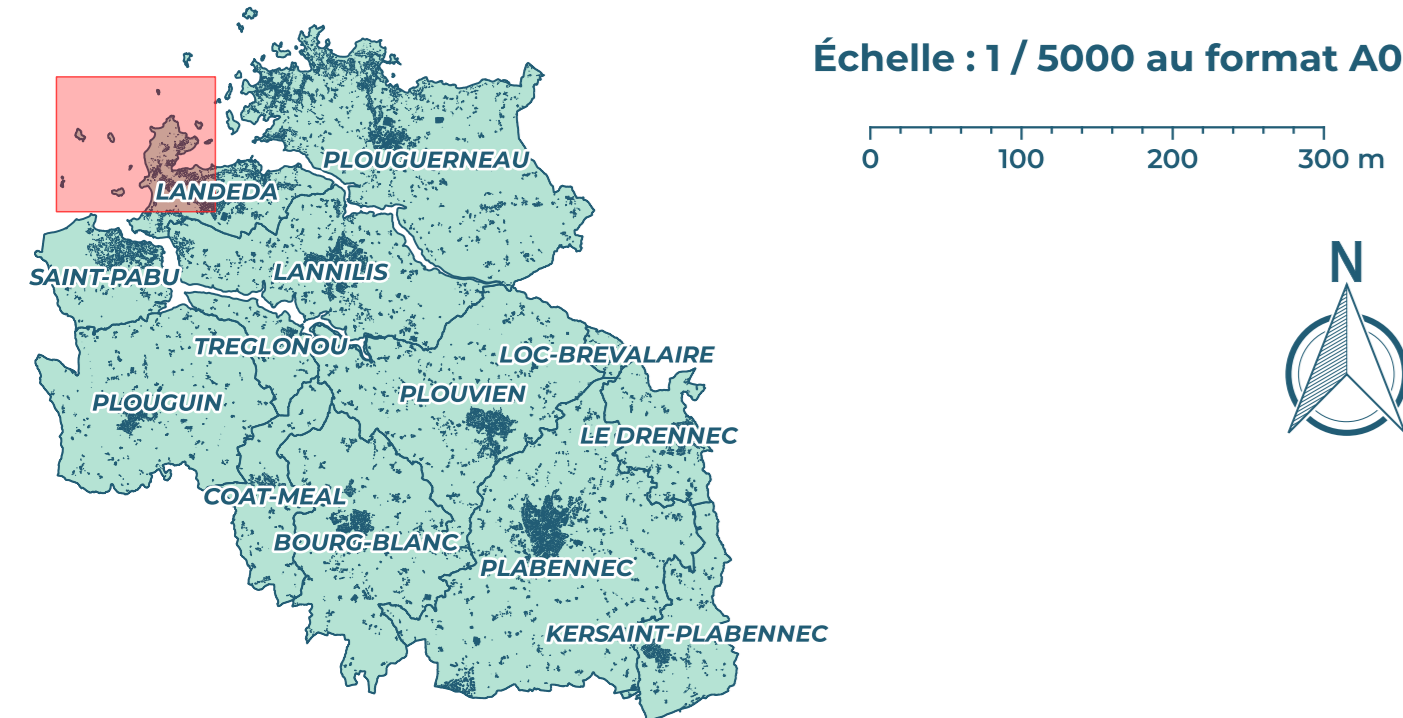 Échelle : 1 / 5000 au format A0
0 100 200 300 m
N
PLOUGUERNEAU
LANDEDA
SAINT-PABU
LANNILIS
TREGLONOU
LOC-BREVALAIRE
PLOUGUIN
PLOUVIEN
LE DRENNEC
COAT-MEAL
BOURG-BLANC
PLABENNEC
KERSAINT-PLABENNEC